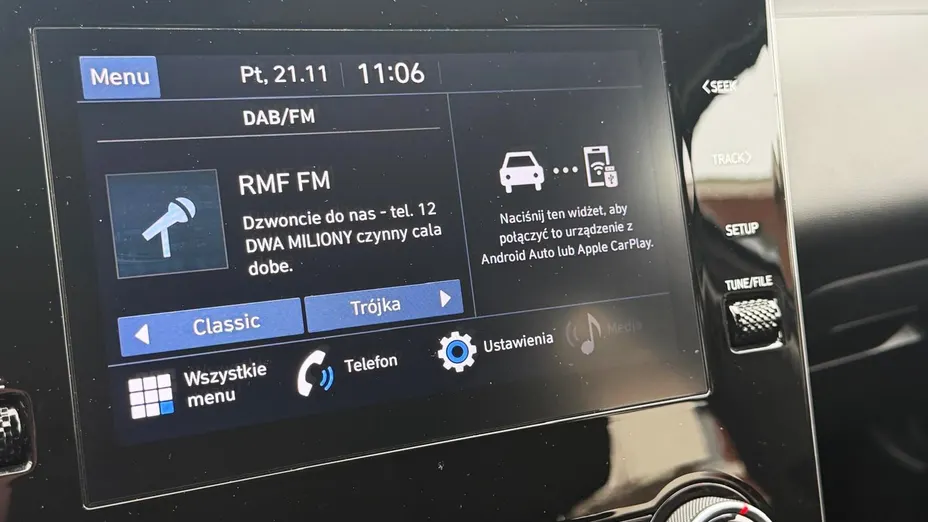 Menu
Pt, 21.11
11:06
DAB/FM
RMF FM
Dzwoncie do nas - tel. 12
DWA MILIONY czynny cala
dobe.
Classic
Trójka
Naciśnij ten widżet, aby
połączyć to urządzenie z
Android Auto lub Apple CarPlay.
Wszystkie
menu
Telefon
Ustawienia
Media
<SEEK
TRACK>
SETUP
TUNE/FILE